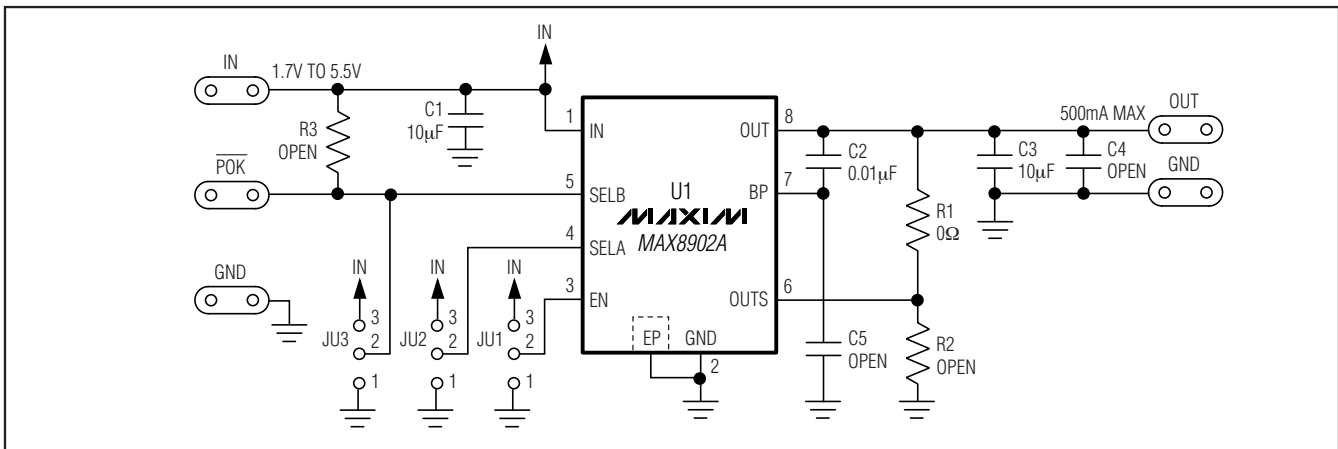 IN
IN
1.7V TO 5.5V
C1
10µF
R3
OPEN
POK
GND
IN
IN
IN
3
2
1
JU3
3
2
1
JU2
3
2
1
JU1
1
IN
5
SELB
4
SELA
3
EN
U1
MAXIM
MAX8902A
EP
GND
2
OUT
8
BP
7
OUTS
6
C2
0.01µF
C5
OPEN
R1
0Ω
R2
OPEN
C3
10µF
C4
OPEN
500mA MAX
OUT
GND